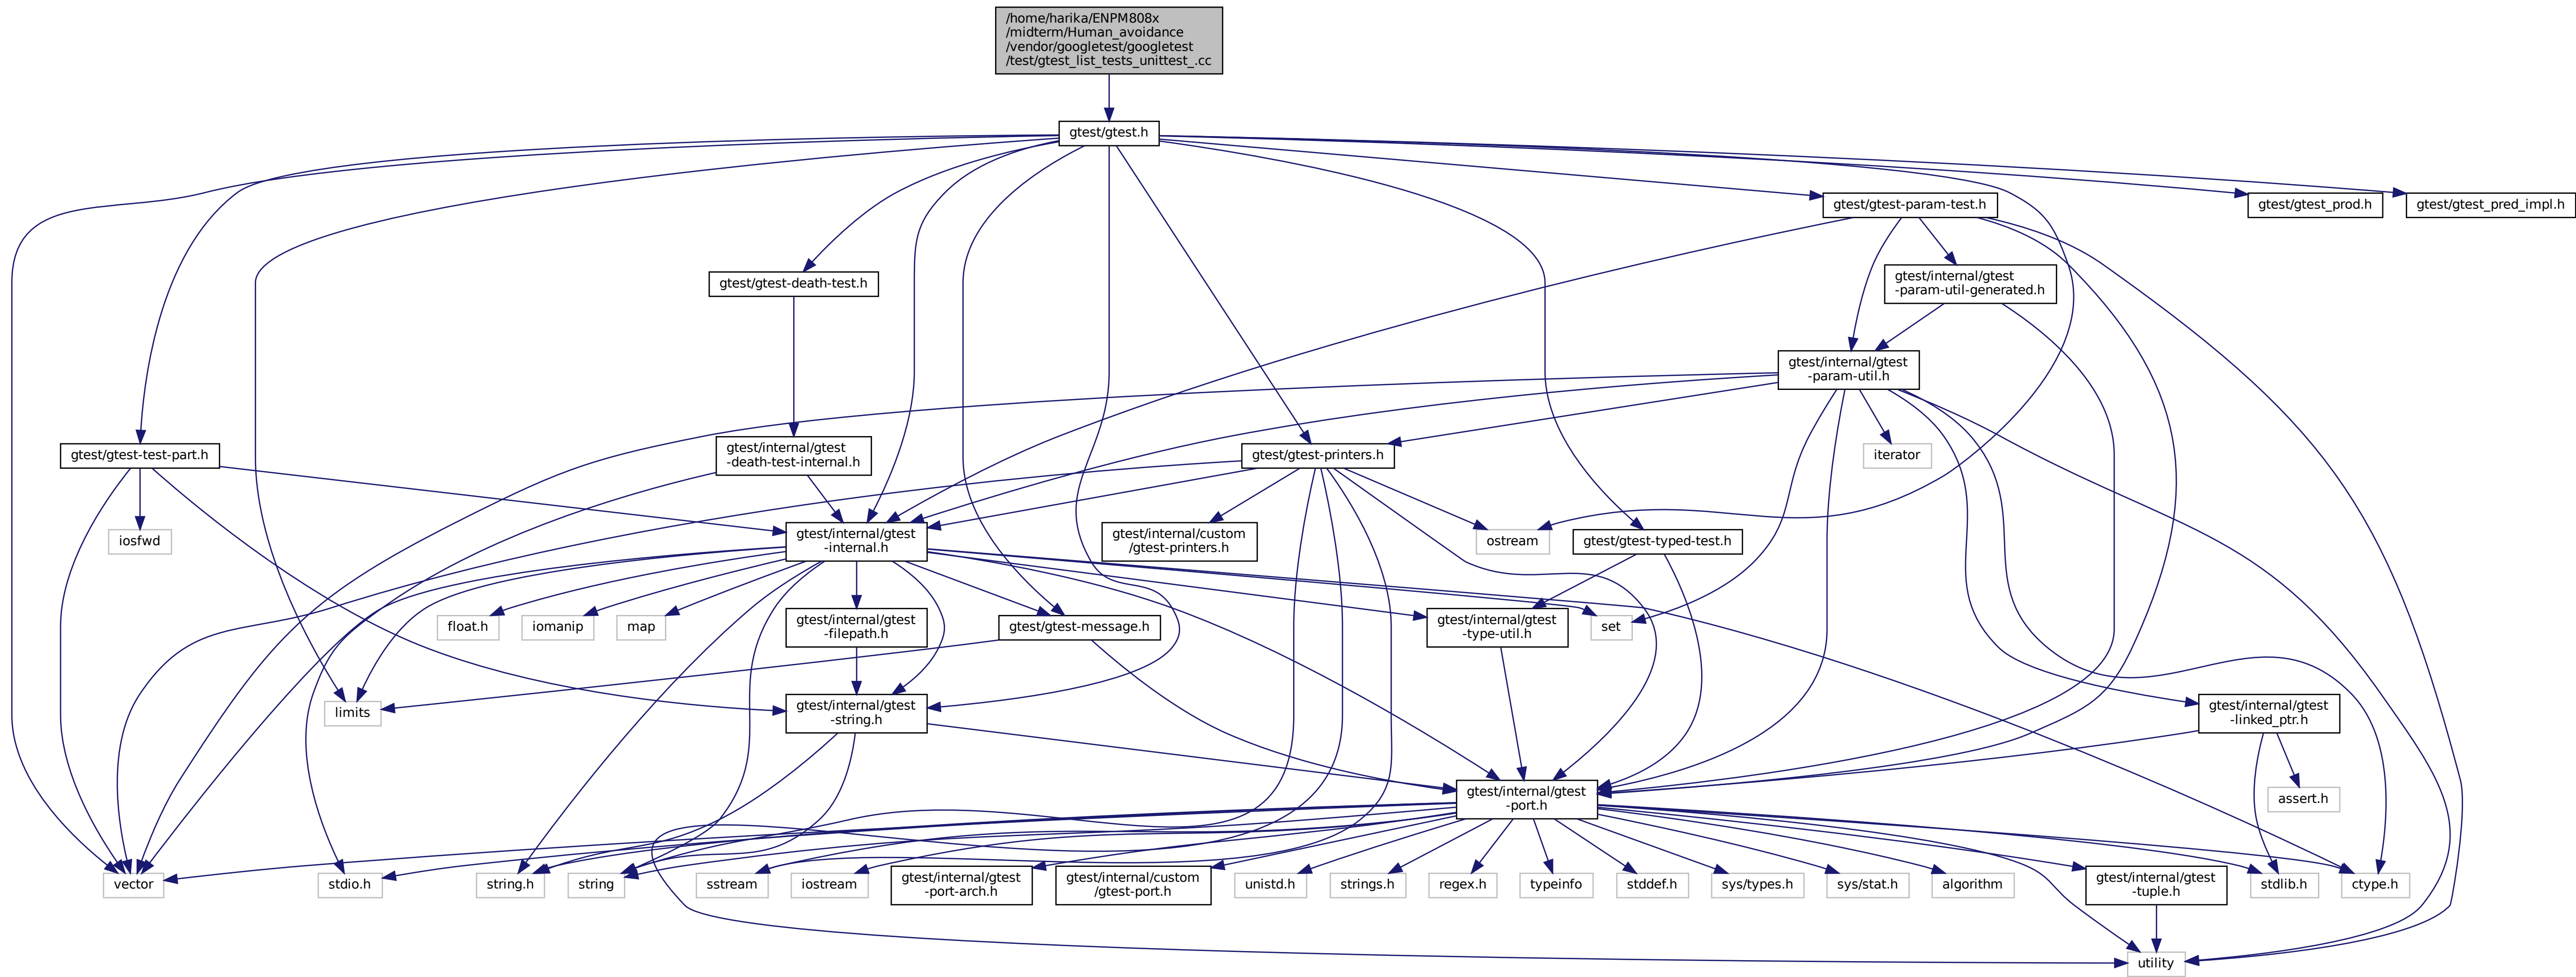 /home/harika/ENPM808x
/midterm/Human_avoidance
/vendor/googletest/googletest
/test/gtest_list_tests_unittest_.cc
gtest/gtest.h
gtest/gtest-param-test.h
gtest/gtest_prod.h
gtest/gtest_pred_impl.h
gtest/gtest-death-test.h
gtest/internal/gtest
-param-util-generated.h
gtest/internal/gtest
-param-util.h
gtest/gtest-test-part.h
gtest/internal/gtest
-death-test-internal.h
gtest/gtest-printers.h
iterator
iosfwd
gtest/internal/gtest
-internal.h
gtest/internal/custom
/gtest-printers.h
ostream
gtest/gtest-typed-test.h
float.h
iomanip
map
gtest/internal/gtest
-filepath.h
gtest/gtest-message.h
gtest/internal/gtest
-type-util.h
set
limits
gtest/internal/gtest
-string.h
gtest/internal/gtest
-linked_ptr.h
gtest/internal/gtest
-port.h
assert.h
vector
stdio.h
string.h
string
sstream
iostream
gtest/internal/gtest
-port-arch.h
gtest/internal/custom
/gtest-port.h
unistd.h
strings.h
regex.h
typeinfo
stddef.h
sys/types.h
sys/stat.h
algorithm
gtest/internal/gtest
-tuple.h
stdlib.h
ctype.h
utility